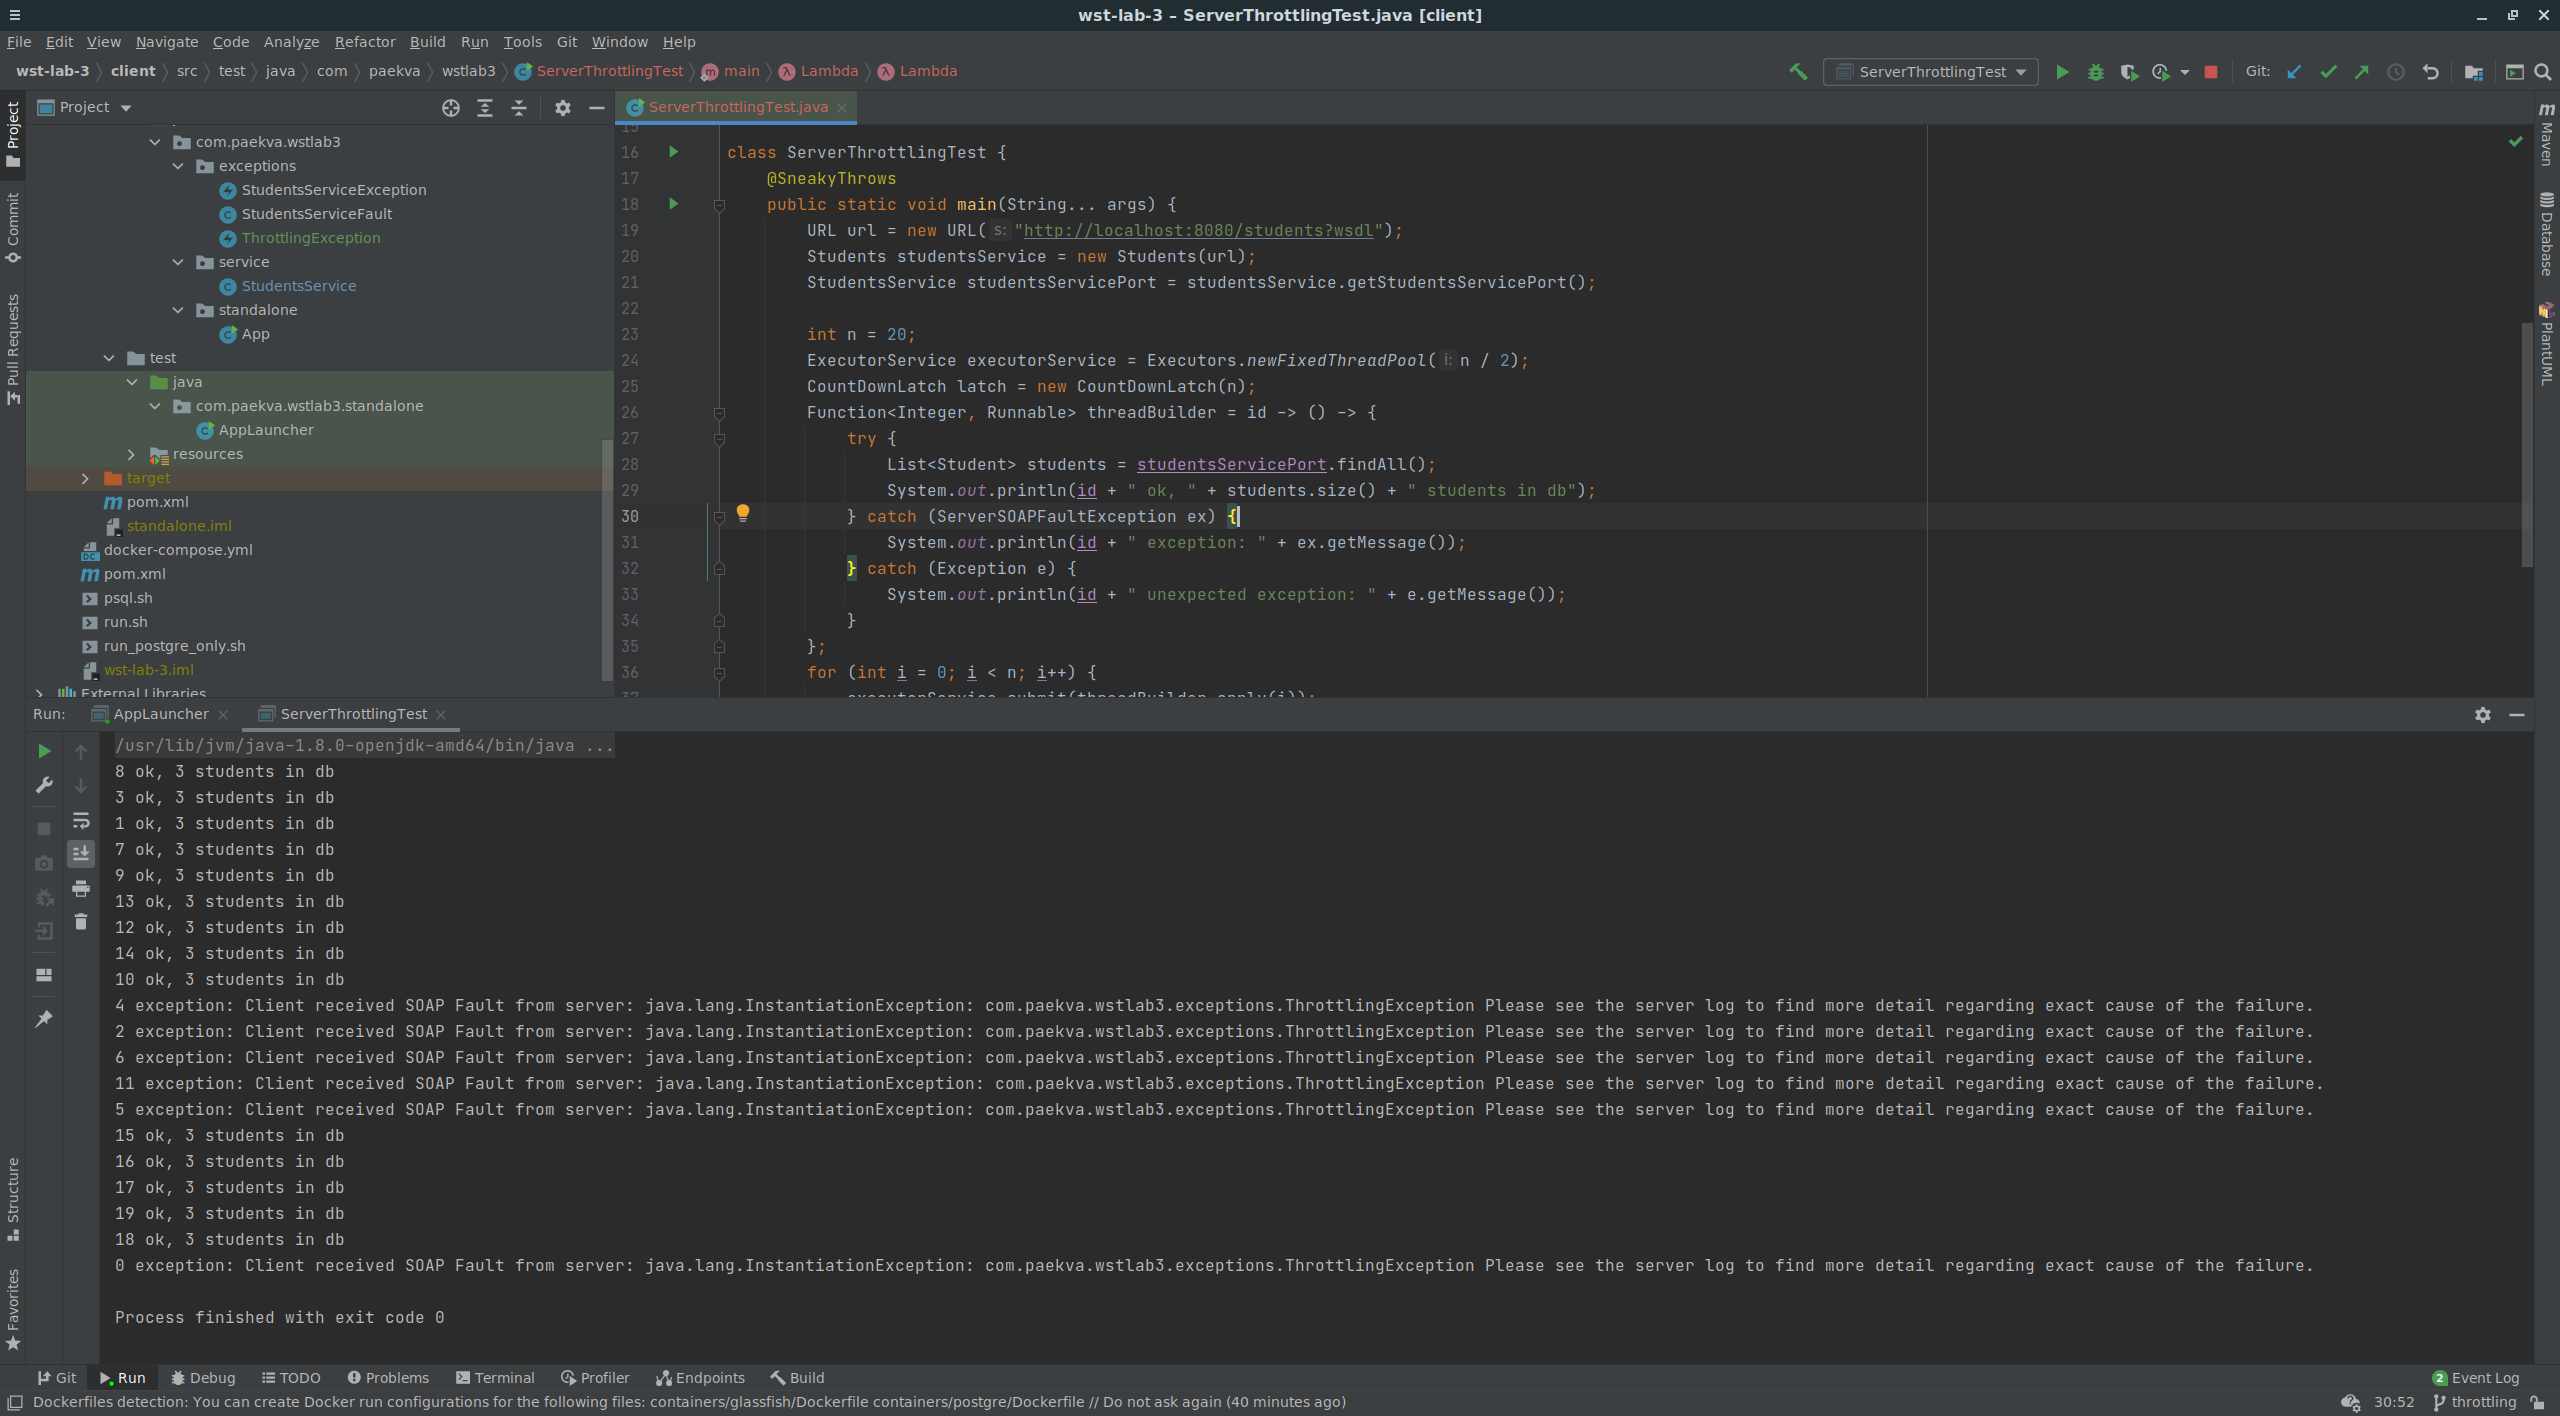 wst-lab-3 – ServerThrottlingTest.java [client]
File Edit View Navigate Code Analyze Refactor Build Run Tools Git Window Help
wst-lab-3 client src test java com paekva wstlab3 ServerThrottlingTest main Lambda Lambda
ServerThrottlingTest Git:
Project
ServerThrottlingTest.java
Project
Commit
Pull Requests
Structure
Favorites
com.paekva.wstlab3
exceptions
StudentsServiceException
StudentsServiceFault
ThrottlingException
service
StudentsService
standalone
App
test
java
com.paekva.wstlab3.standalone
AppLauncher
resources
target
pom.xml
standalone.iml
docker-compose.yml
pom.xml
psql.sh
run.sh
run_postgre_only.sh
wst-lab-3.iml
External Libraries
15
16 class ServerThrottlingTest {
17 @SneakyThrows
18 public static void main(String... args) {
19 URL url = new URL( s: "http://localhost:8080/students?wsdl");
20 Students studentsService = new Students(url);
21 StudentsService studentsServicePort = studentsService.getStudentsServicePort();
22
23 int n = 20;
24 ExecutorService executorService = Executors.newFixedThreadPool( i: n / 2);
25 CountDownLatch latch = new CountDownLatch(n);
26 Function<Integer, Runnable> threadBuilder = id -> () -> {
27 try {
28 List<Student> students = studentsServicePort.findAll();
29 System.out.println(id + " ok, " + students.size() + " students in db");
30 } catch (ServerSOAPFaultException ex) {
31 System.out.println(id + " exception: " + ex.getMessage());
32 } catch (Exception e) {
33 System.out.println(id + " unexpected exception: " + e.getMessage());
34 }
35 };
36 for (int i = 0; i < n; i++) {
37 executorService.submit(threadBuilder.apply(i));
Maven
Database
PlantUML
Run: AppLauncher ServerThrottlingTest
/usr/lib/jvm/java-1.8.0-openjdk-amd64/bin/java ...
8 ok, 3 students in db
3 ok, 3 students in db
1 ok, 3 students in db
7 ok, 3 students in db
9 ok, 3 students in db
13 ok, 3 students in db
12 ok, 3 students in db
14 ok, 3 students in db
10 ok, 3 students in db
4 exception: Client received SOAP Fault from server: java.lang.InstantiationException: com.paekva.wstlab3.exceptions.ThrottlingException Please see the server log to find more detail regarding exact cause of the failure.
2 exception: Client received SOAP Fault from server: java.lang.InstantiationException: com.paekva.wstlab3.exceptions.ThrottlingException Please see the server log to find more detail regarding exact cause of the failure.
6 exception: Client received SOAP Fault from server: java.lang.InstantiationException: com.paekva.wstlab3.exceptions.ThrottlingException Please see the server log to find more detail regarding exact cause of the failure.
11 exception: Client received SOAP Fault from server: java.lang.InstantiationException: com.paekva.wstlab3.exceptions.ThrottlingException Please see the server log to find more detail regarding exact cause of the failure.
5 exception: Client received SOAP Fault from server: java.lang.InstantiationException: com.paekva.wstlab3.exceptions.ThrottlingException Please see the server log to find more detail regarding exact cause of the failure.
15 ok, 3 students in db
16 ok, 3 students in db
17 ok, 3 students in db
19 ok, 3 students in db
18 ok, 3 students in db
0 exception: Client received SOAP Fault from server: java.lang.InstantiationException: com.paekva.wstlab3.exceptions.ThrottlingException Please see the server log to find more detail regarding exact cause of the failure.
Process finished with exit code 0
Git Run Debug TODO Problems Terminal Profiler Endpoints Build 2 Event Log
Dockerfiles detection: You can create Docker run configurations for the following files: containers/glassfish/Dockerfile containers/postgre/Dockerfile // Do not ask again (40 minutes ago) 30:52 throttling